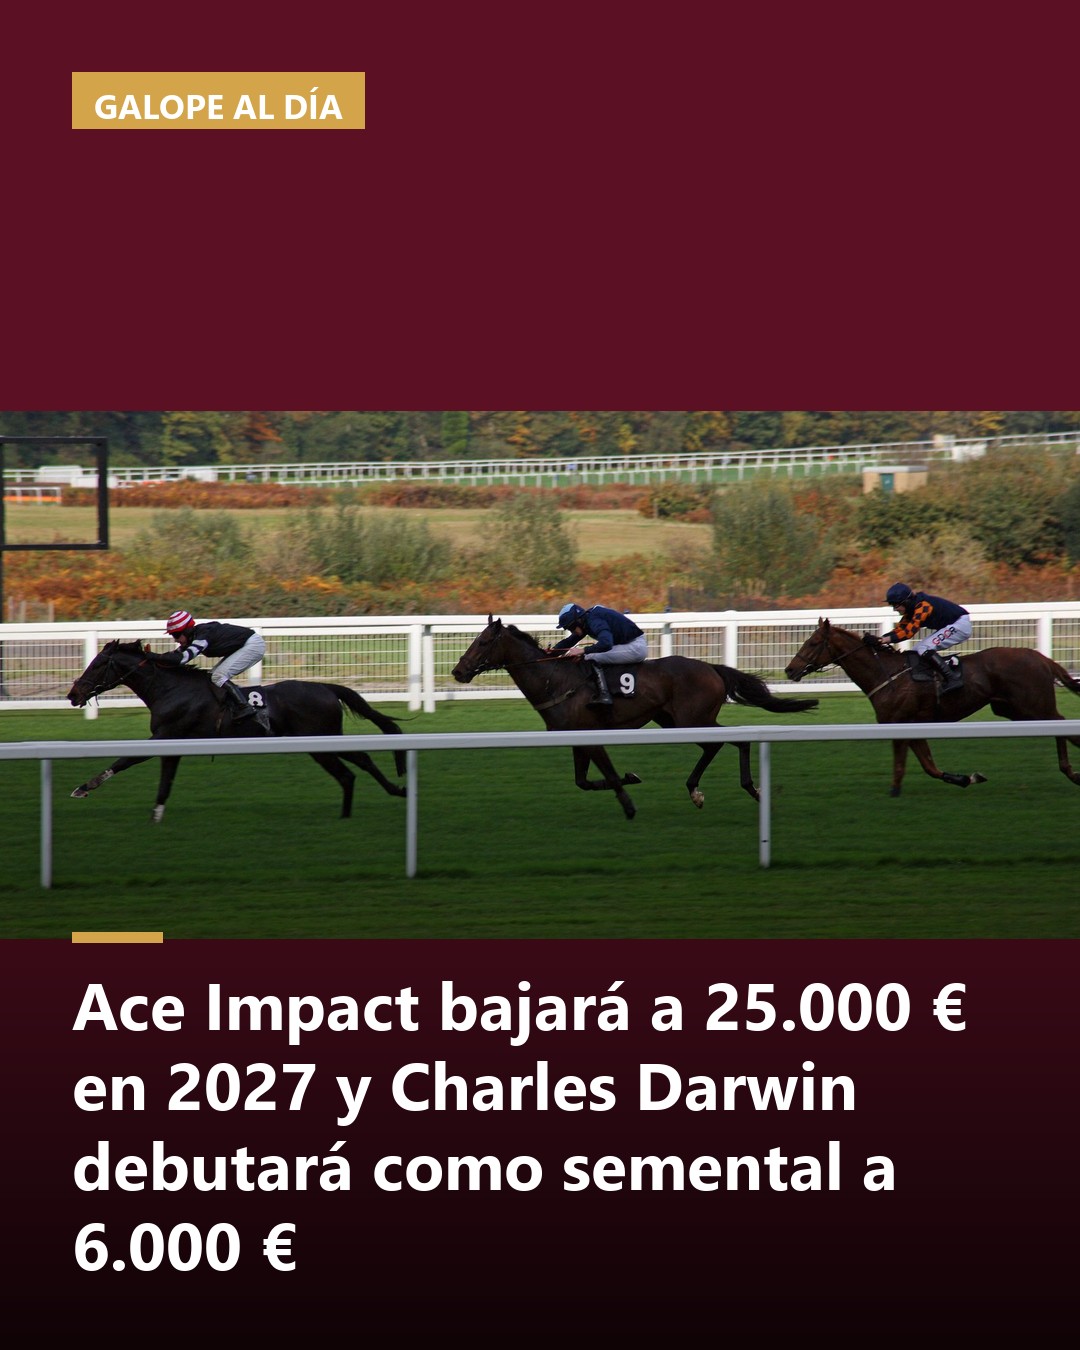 GALOPE AL DÍA
8
9
Ace Impact bajará a 25.000 €
en 2027 y Charles Darwin
debutará como semental a
6.000 €